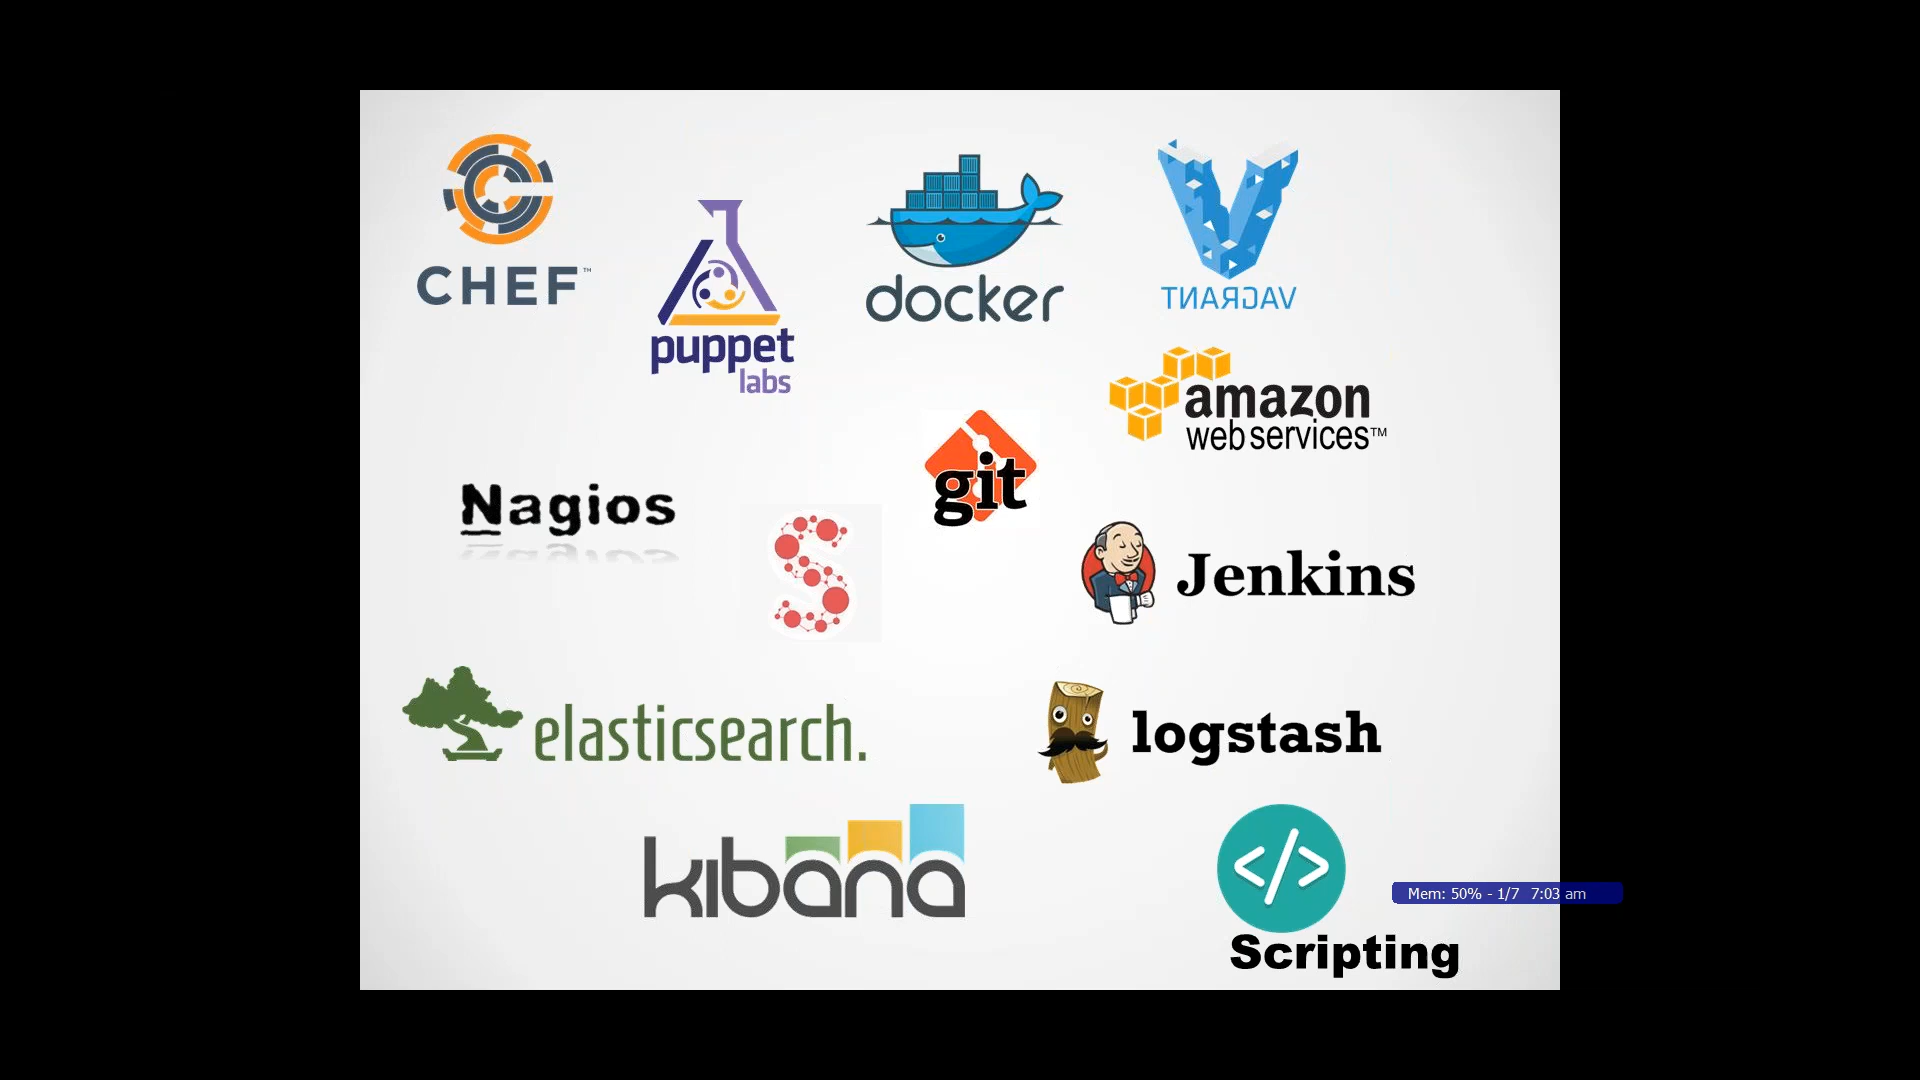 CHEF™
puppet
labs
docker
VAGRANT
amazon
web services™
git
Nagios
S
Jenkins
elasticsearch.
logstash
kibana
</>
Mem: 50% - 1/7 7:03 am
Scripting